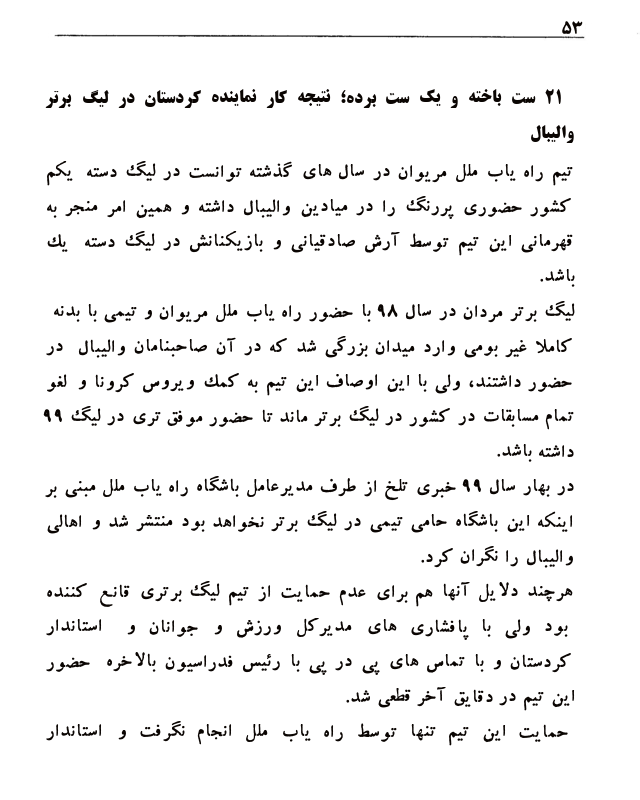 ۵۳
۲۱ ست باخته و یک ست برده؛ نتیجه کار نماینده کردستان در لیگ برتر
والیبال
تیم راه یاب ملل مریوان در سال های گذشته توانست در لیگ دسته یکم
کشور حضوری پررنگ را در میادین والیبال داشته و همین امر منجر به
قهرمانی این تیم توسط آرش صادقیانی و بازیکنانش در لیگ دسته یك
باشد.
لیگ برتر مردان در سال ۹۸ با حضور راه یاب ملل مریوان و تیمی با بدنه
کاملا غیر بومی وارد میدان بزرگی شد که در آن صاحبنامان والیبال در
حضور داشتند، ولی با این اوصاف این تیم به کمك ویروس کرونا و لغو
تمام مسابقات در کشور در لیگ برتر ماند تا حضور موفق تری در لیگ ۹۹
داشته باشد.
در بهار سال ۹۹ خبری تلخ از طرف مدیرعامل باشگاه راه یاب ملل مبنی بر
اینکه این باشگاه حامی تیمی در لیگ برتر نخواهد بود منتشر شد و اهالی
والیبال را نگران کرد.
هرچند دلایل آنها هم برای عدم حمایت از تیم لیگ برتری قانع کننده
بود ولی با پافشاری های مدیرکل ورزش و جوانان و استاندار
کردستان و با تماس های پی در پی با رئیس فدراسیون بالاخره حضور
این تیم در دقایق آخر قطعی شد.
حمایت این تیم تنها توسط راه یاب ملل انجام نگرفت و استاندار